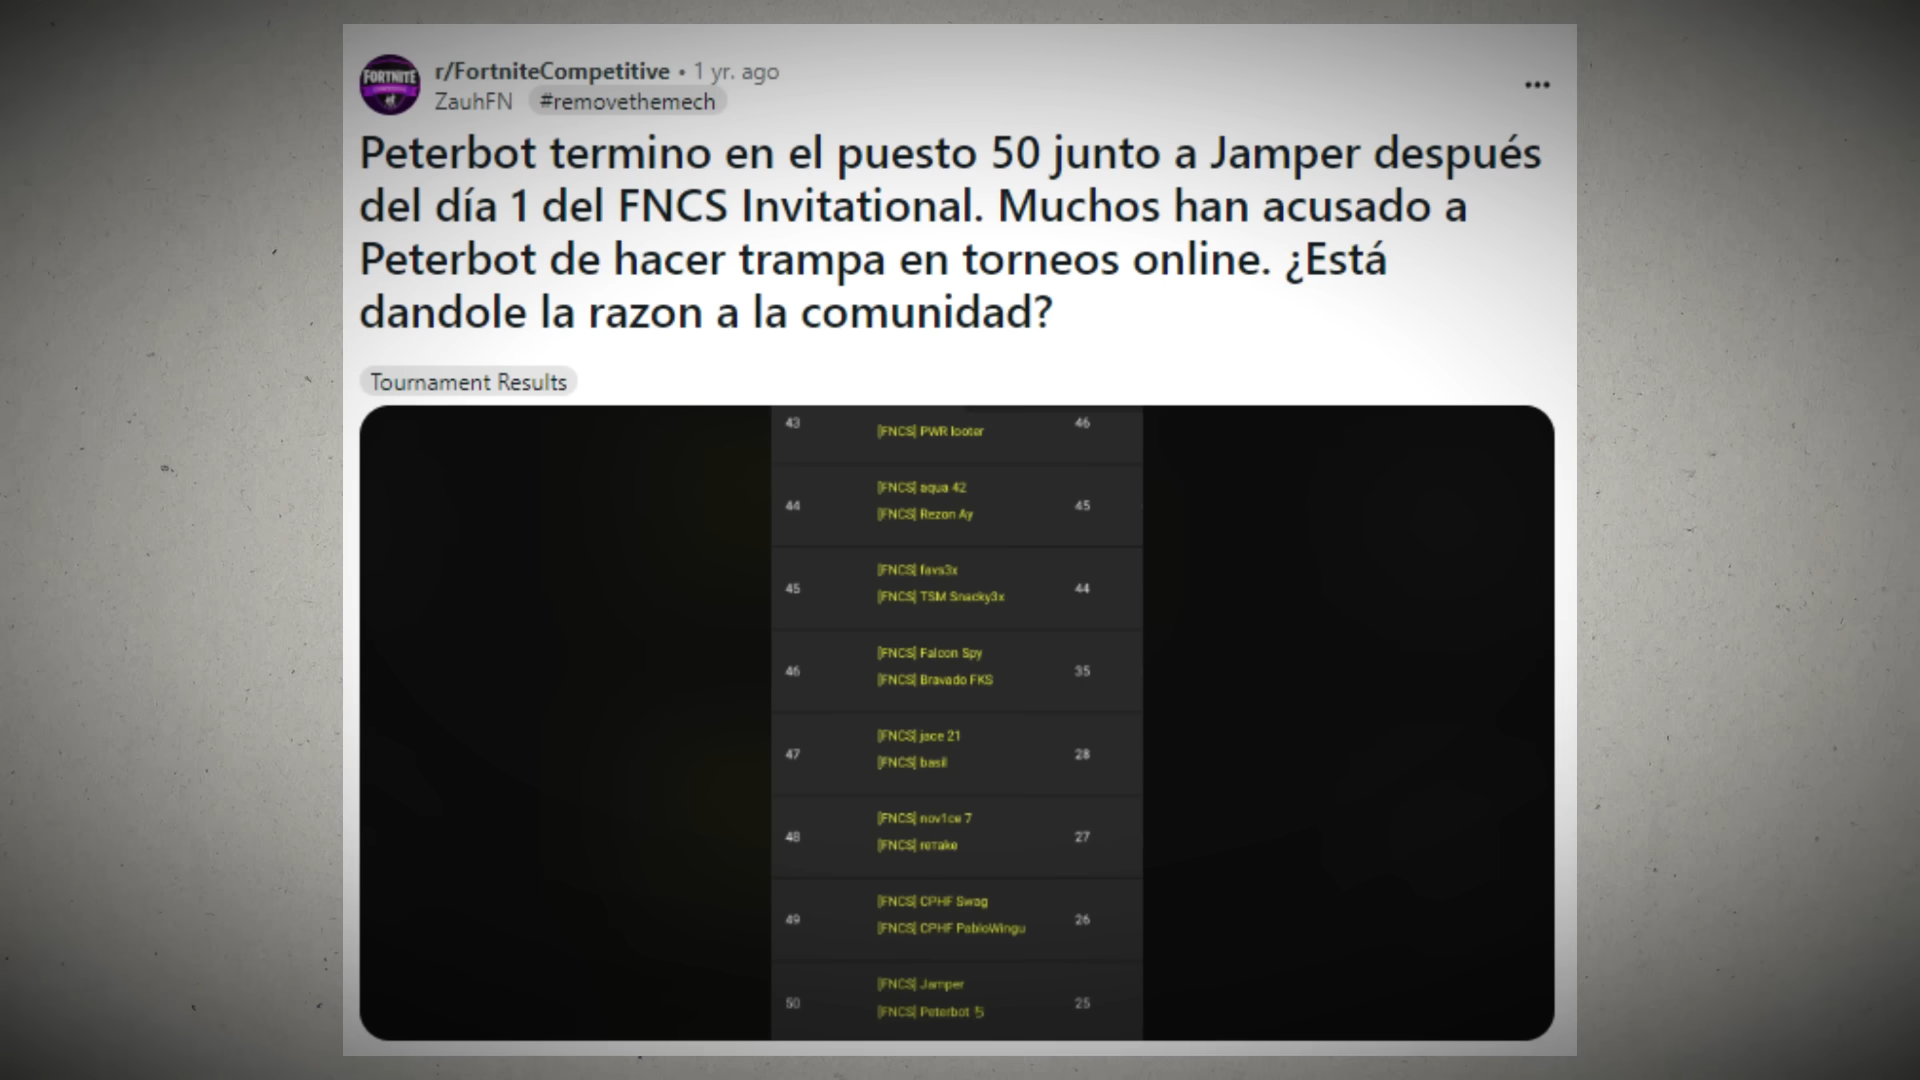 FORTNITE
r/FortniteCompetitive • 1 yr. ago
ZauhFN #removethemech
Peterbot termino en el puesto 50 junto a Jamper después
del día 1 del FNCS Invitational. Muchos han acusado a
Peterbot de hacer trampa en torneos online. ¿Está
dandole la razon a la comunidad?
Tournament Results
43 [FNCS] PWR looter 46
[FNCS] aqua 42
44 [FNCS] Rezon Ay 45
[FNCS] favs3x
45 [FNCS] TSM Snacky3x 44
[FNCS] Falcon Spy
46 [FNCS] Bravado FKS 35
[FNCS] jace 21
47 [FNCS] basil 28
[FNCS] nov1ce 7
48 [FNCS] 27
[FNCS] CPHF Swag
49 [FNCS] CPHF PabloWingu 26
[FNCS] Jamper
50 [FNCS] Peterbot ち 25